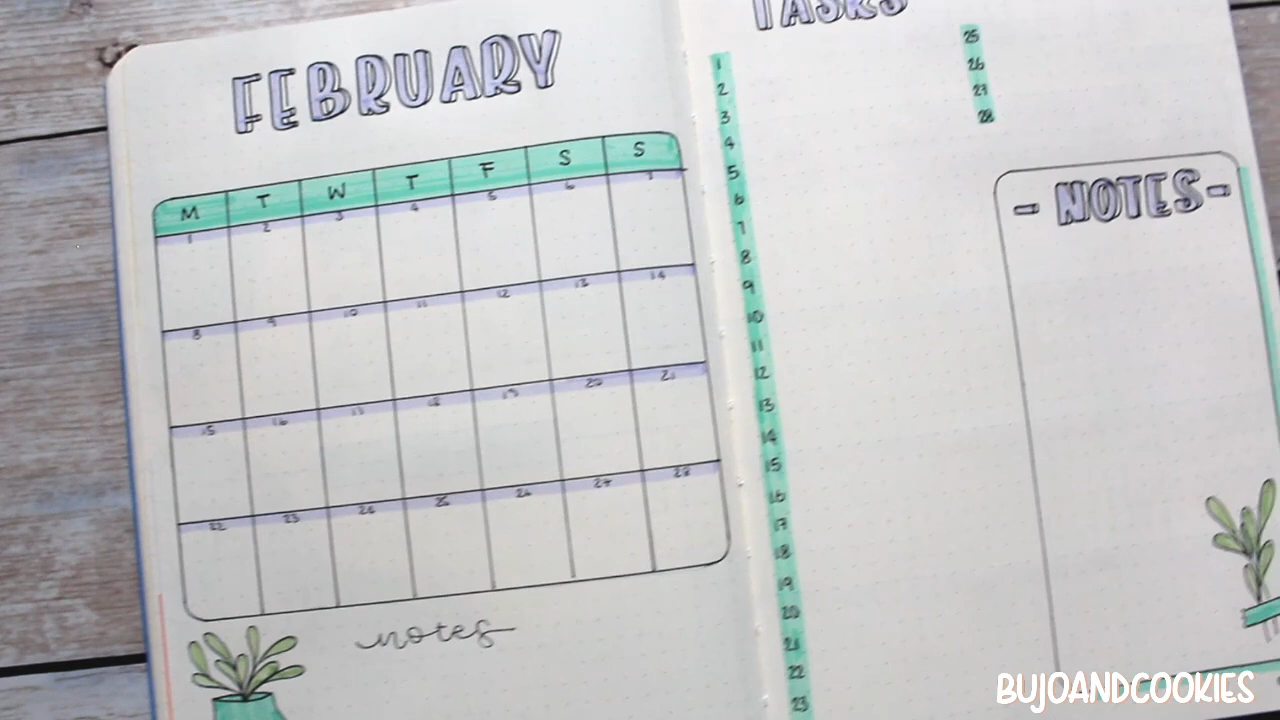 FEBRUARY
M T W T F S S
1 2 3 4 5 6 7
8 9 10 11 12 13 14
15 16 17 18 19 20 21
22 23 24 25 26 27 28
notes
TASKS
1
2
3
4
5
6
7
8
9
10
11
12
13
14
15
16
17
18
19
20
21
22
23
25
26
27
28
- NOTES -
BUJOANDCOOKIES